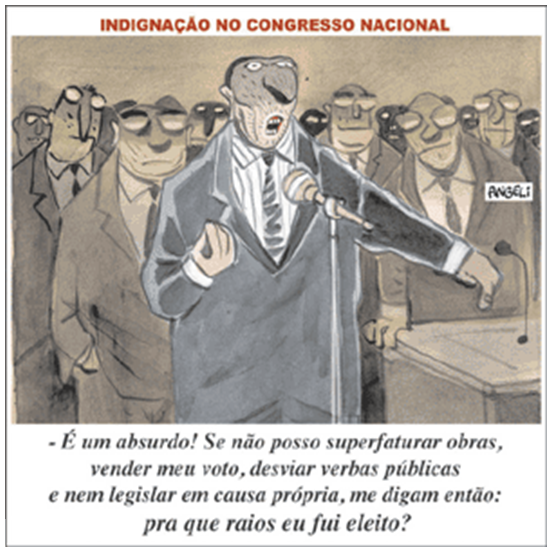 INDIGNAÇÃO NO CONGRESSO NACIONAL
ANGELI
- É um absurdo! Se não posso superfaturar obras,
vender meu voto, desviar verbas públicas
e nem legislar em causa própria, me digam então:
pra que raios eu fui eleito?